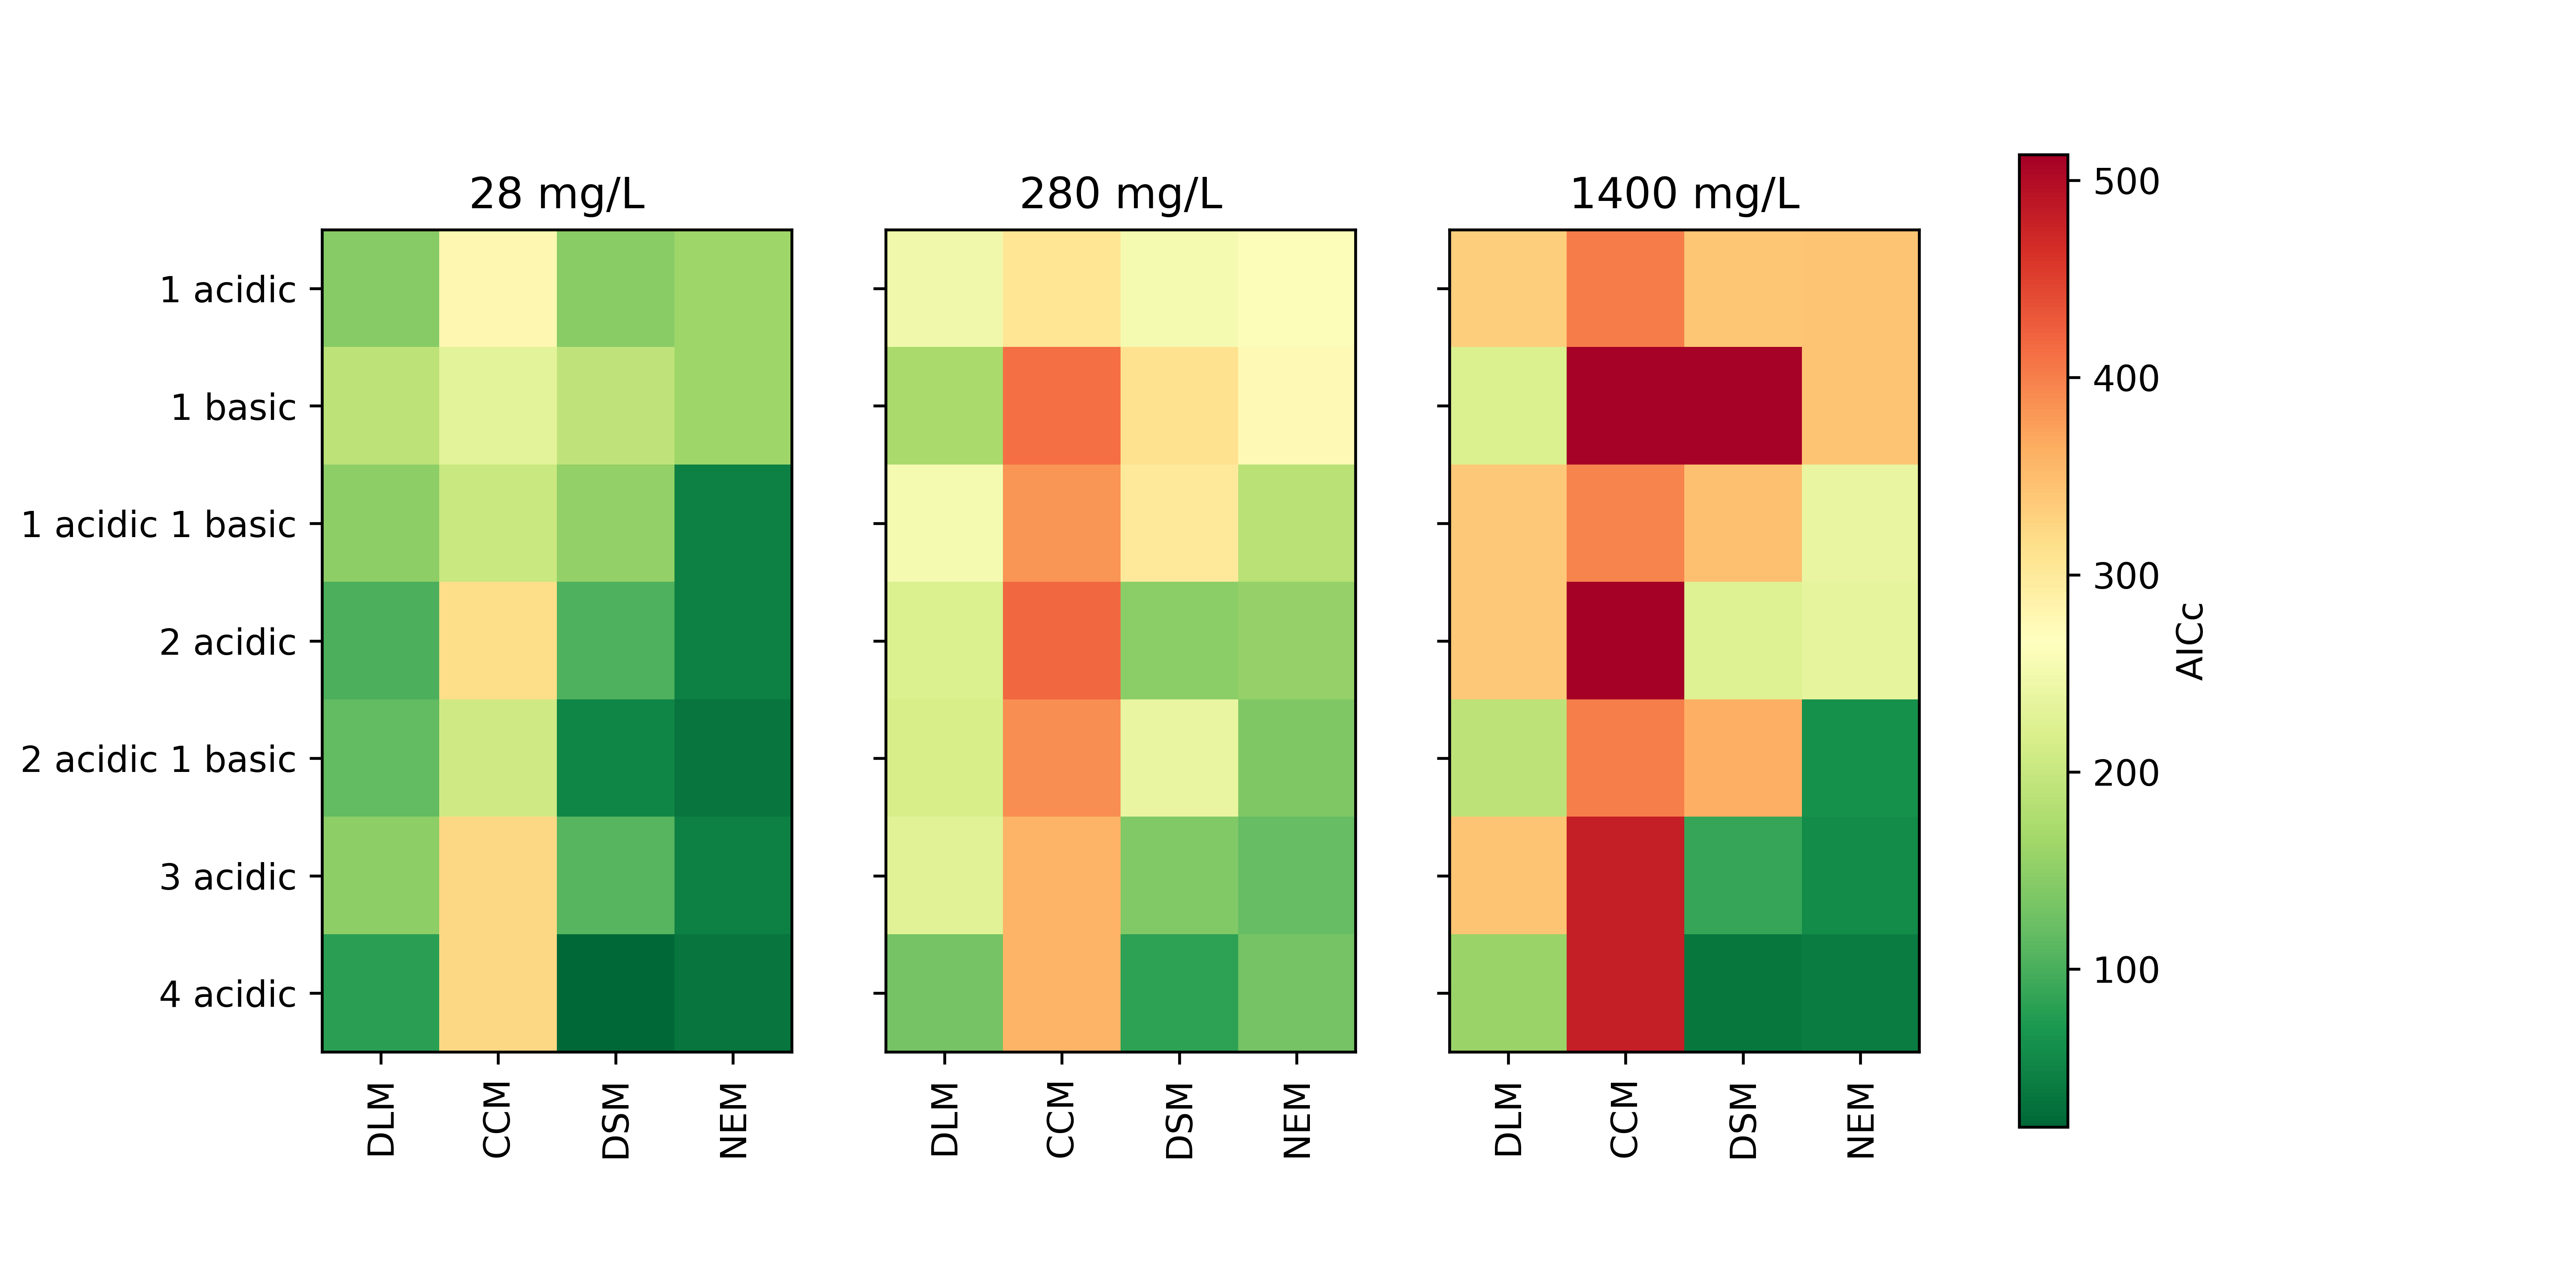 28 mg/L
280 mg/L
1400 mg/L
1 acidic
1 basic
1 acidic 1 basic
2 acidic
2 acidic 1 basic
3 acidic
4 acidic
DLM
CCM
DSM
NEM
DLM
CCM
DSM
NEM
DLM
CCM
DSM
NEM
500
400
300
200
100
AICc